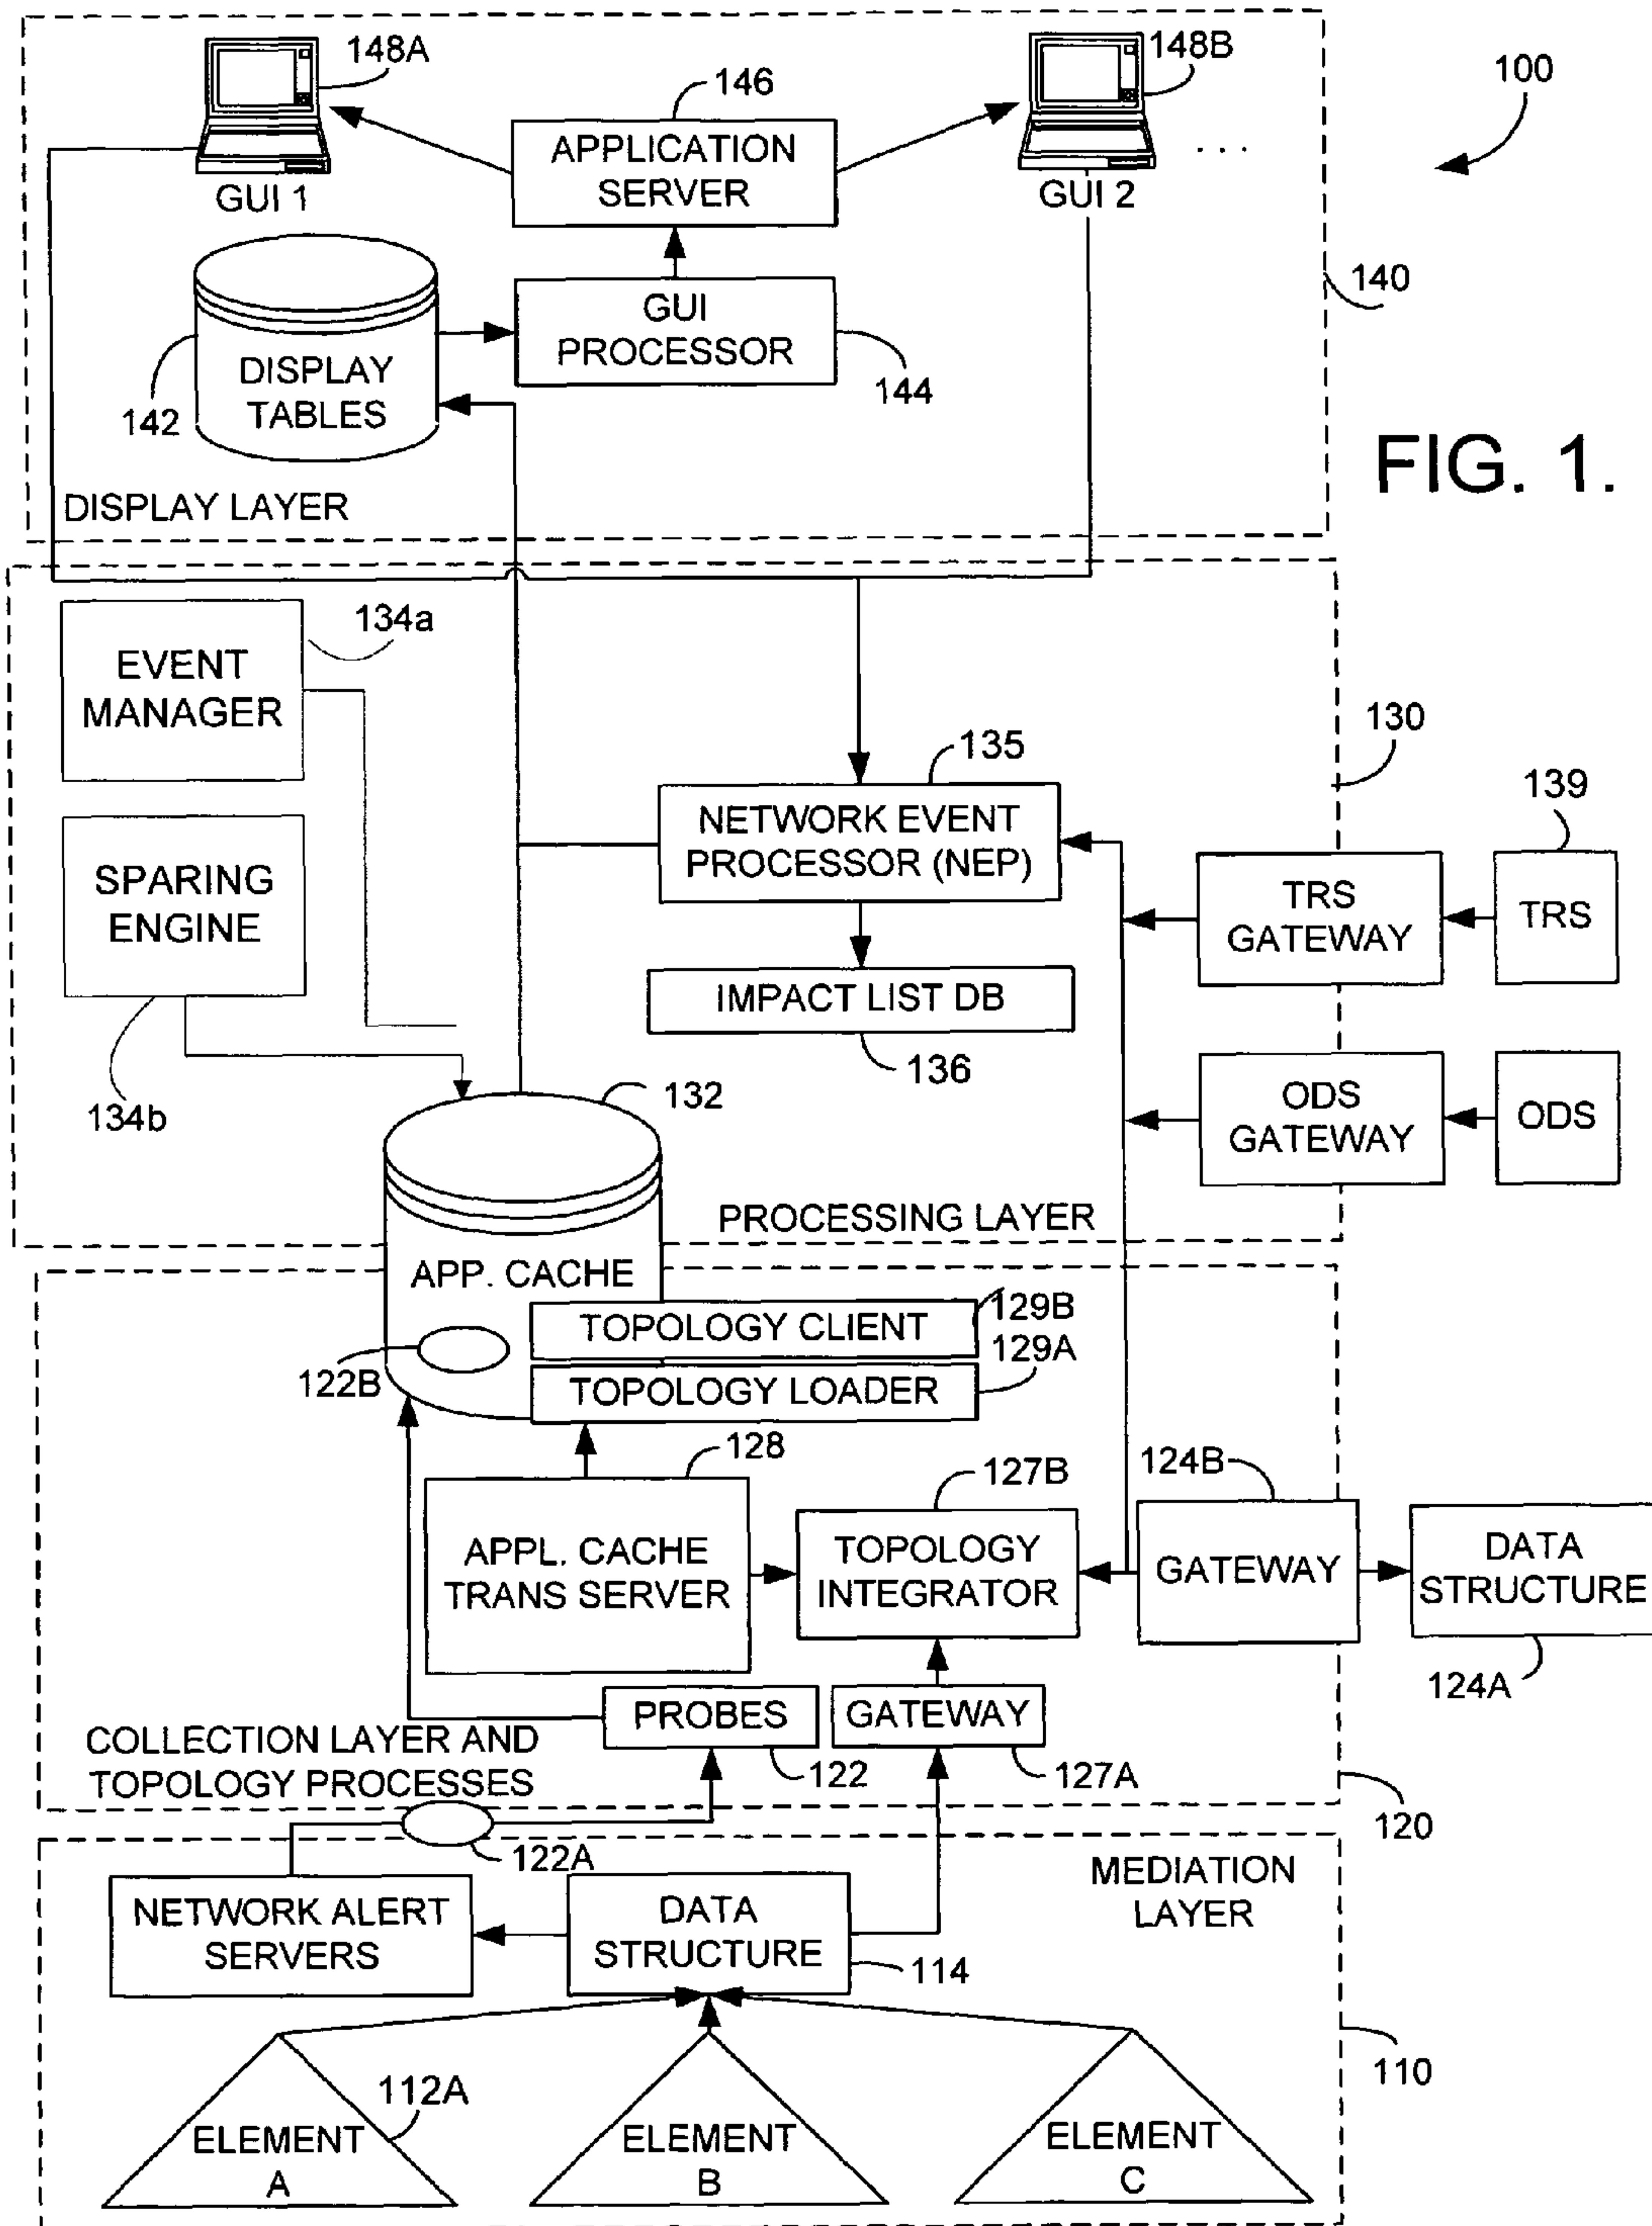 148A
148B
146
100
APPLICATION
SERVER
. . .
GUI 1
GUI 2
140
GUI
PROCESSOR
DISPLAY
TABLES
142
144
FIG. 1.
DISPLAY LAYER
134a
EVENT
MANAGER
130
135
139
NETWORK EVENT
PROCESSOR (NEP)
SPARING
ENGINE
TRS
GATEWAY
TRS
IMPACT LIST DB
136
132
134b
ODS
GATEWAY
ODS
PROCESSING LAYER
APP. CACHE
129B
TOPOLOGY CLIENT
129A
122B
TOPOLOGY LOADER
128
127B
124B
APPL. CACHE
TRANS SERVER
TOPOLOGY
INTEGRATOR
GATEWAY
DATA
STRUCTURE
124A
PROBES
GATEWAY
COLLECTION LAYER AND
TOPOLOGY PROCESSES
122
127A
120
122A
MEDIATION
LAYER
NETWORK ALERT
SERVERS
DATA
STRUCTURE
114
110
112A
ELEMENT
A
ELEMENT
B
ELEMENT
C